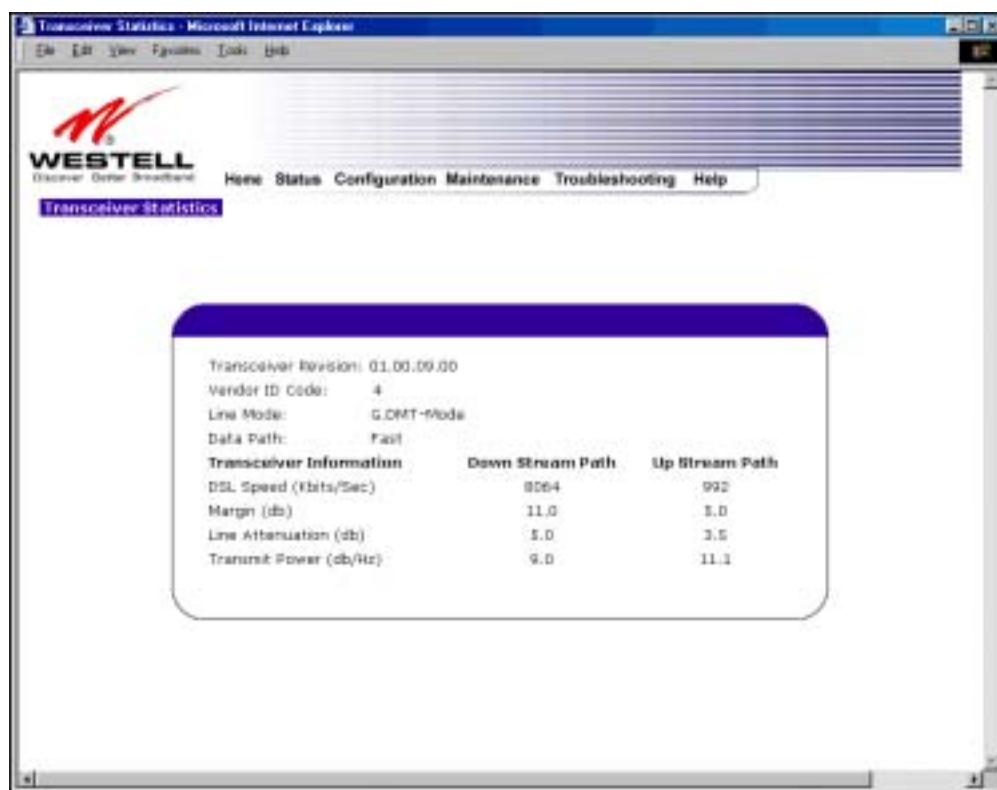 Transceiver Statistics - Microsoft Internet Explorer
File Edit View Favorites Tools Help
WESTELL
Discover Better Broadband
Home Status Configuration Maintenance Troubleshooting Help
Transceiver Statistics
Transceiver Revision: 01.00.09.00
Vendor ID Code: 4
Line Mode: G.DMT-Mode
Data Path: Fast
Transceiver Information Down Stream Path Up Stream Path
DSL Speed (Kbits/Sec) 8064 992
Margin (db) 11.0
Line Attenuation (db) 3.5
Transmit Power (db/Hz) 9.0 11.1